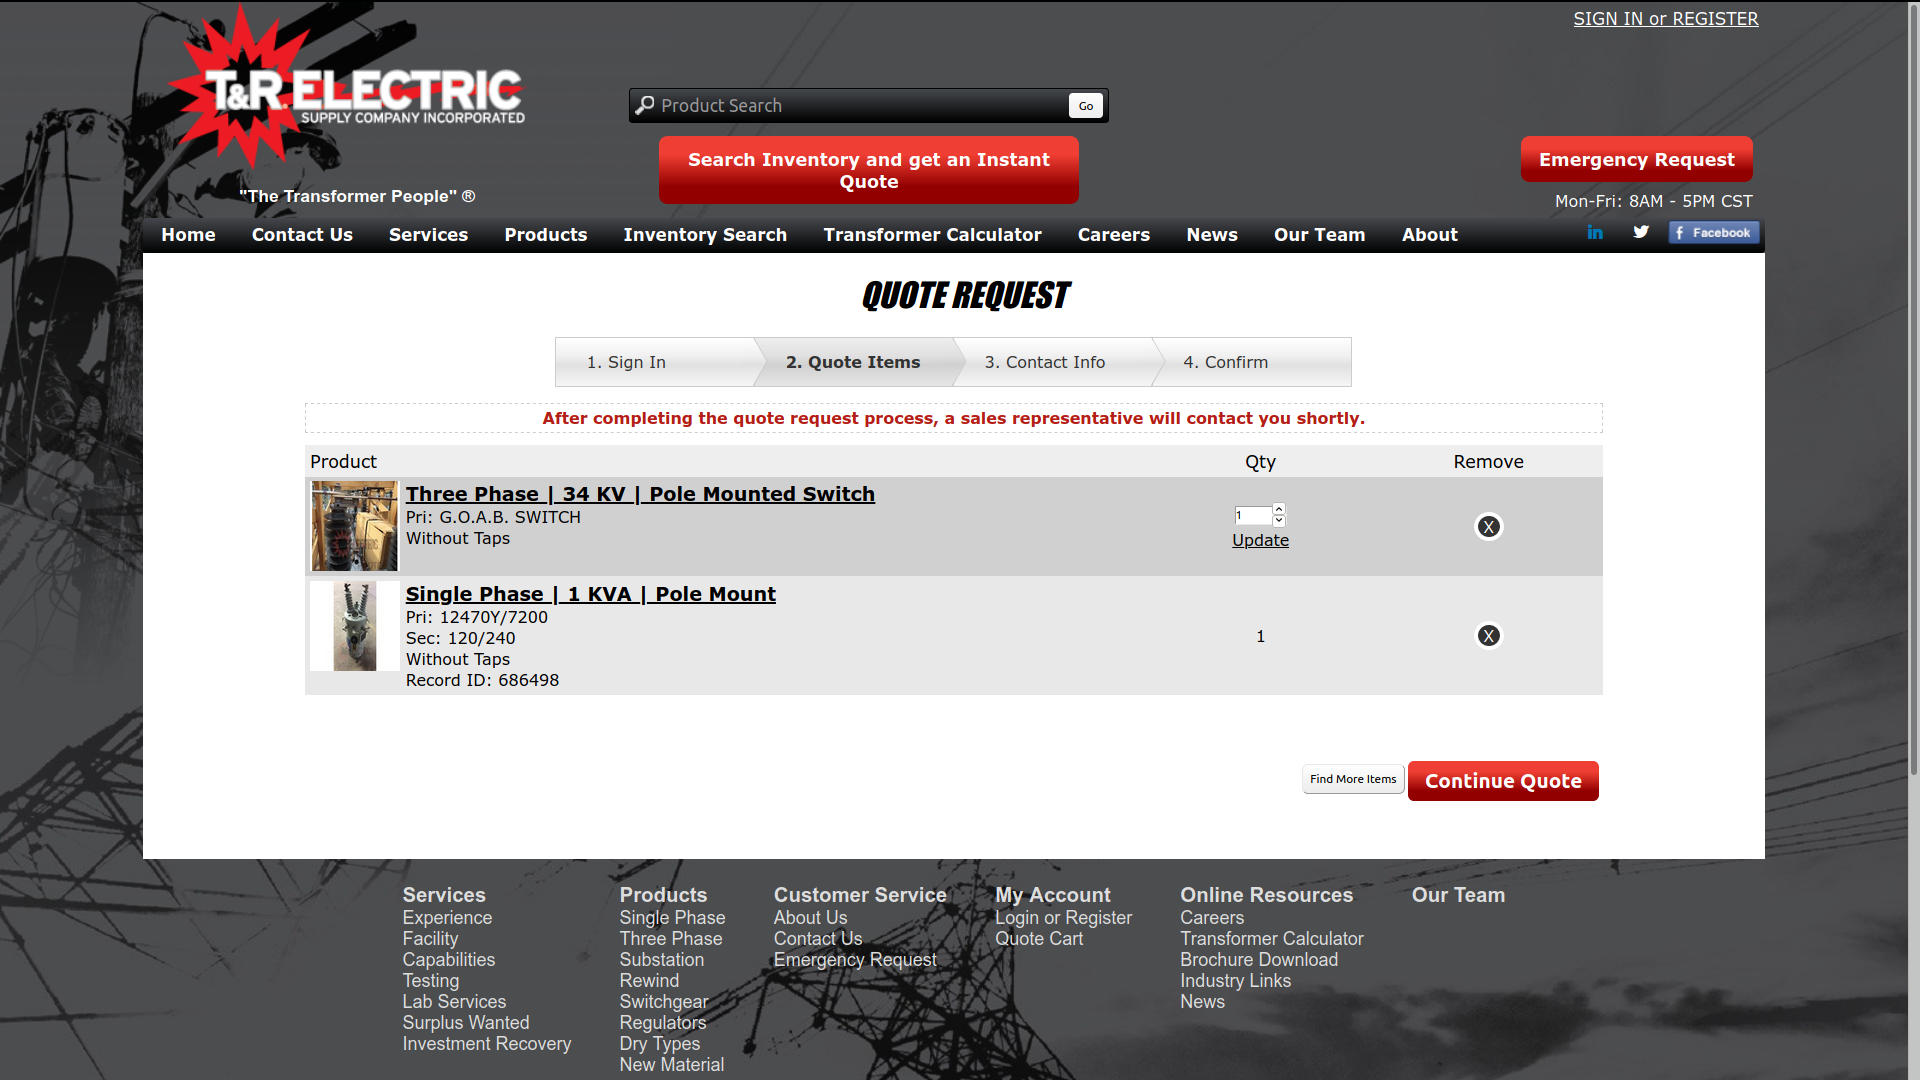 SIGN IN or REGISTER
T&R ELECTRIC
SUPPLY COMPANY INCORPORATED
"The Transformer People" ®
Product Search
Go
Search Inventory and get an Instant
Quote
Emergency Request
Mon-Fri: 8AM - 5PM CST
Home
Contact Us
Services
Products
Inventory Search
Transformer Calculator
Careers
News
Our Team
About
in
f Facebook
QUOTE REQUEST
1. Sign In
2. Quote Items
3. Contact Info
4. Confirm
After completing the quote request process, a sales representative will contact you shortly.
Product
Qty
Remove
Three Phase | 34 KV | Pole Mounted Switch
Pri: G.O.A.B. SWITCH
Without Taps
1
Update
X
Single Phase | 1 KVA | Pole Mount
Pri: 12470Y/7200
Sec: 120/240
Without Taps
Record ID: 686498
1
X
Find More Items
Continue Quote
Services
Experience
Facility
Capabilities
Testing
Lab Services
Surplus Wanted
Investment Recovery
Products
Single Phase
Three Phase
Substation
Rewind
Switchgear
Regulators
Dry Types
New Material
Customer Service
About Us
Contact Us
Emergency Request
My Account
Login or Register
Quote Cart
Online Resources
Careers
Transformer Calculator
Brochure Download
Industry Links
News
Our Team